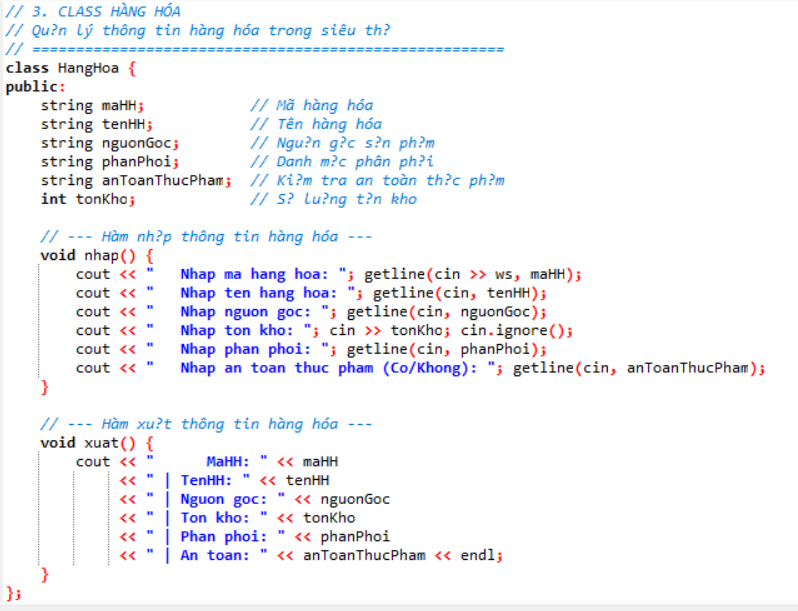 // 3. CLASS HÀNG HÓA
// Qu?n lý thông tin hàng hóa trong siêu th?
// ======================================================
class HangHoa {
public:
    string maHH;            // Mã hàng hóa
    string tenHH;           // Tên hàng hóa
    string nguonGoc;        // Ngu?n g?c s?n ph?m
    string phanPhoi;        // Danh m?c phân ph?i
    string anToanThucPham;  // Ki?m tra an toàn th?c ph?m
    int tonKho;             // S? lu?ng t?n kho

    // --- Hàm nh?p thông tin hàng hóa ---
    void nhap() {
        cout << "   Nhap ma hang hoa: "; getline(cin >> ws, maHH);
        cout << "   Nhap ten hang hoa: "; getline(cin, tenHH);
        cout << "   Nhap nguon goc: "; getline(cin, nguonGoc);
        cout << "   Nhap ton kho: "; cin >> tonKho; cin.ignore();
        cout << "   Nhap phan phoi: "; getline(cin, phanPhoi);
        cout << "   Nhap an toan thuc pham (Co/Khong): "; getline(cin, anToanThucPham);
    }

    // --- Hàm xu?t thông tin hàng hóa ---
    void xuat() {
        cout << "      MaHH: " << maHH
             << " | TenHH: " << tenHH
             << " | Nguon goc: " << nguonGoc
             << " | Ton kho: " << tonKho
             << " | Phan phoi: " << phanPhoi
             << " | An toan: " << anToanThucPham << endl;
    }
};